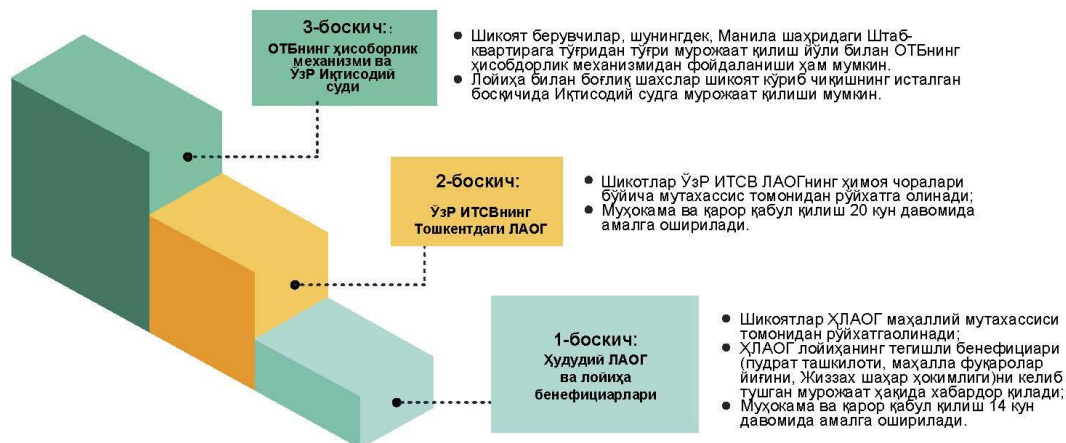 3-боскич::
ОТБнинг ҳисоборлик
механизми ва
ЎзР Иқтисодий
суди
● Шикоят берувчилар, шунингдек, Манила шаҳридаги Штаб-
квартирага тўғридан тўғри мурожаат қилиш йўли билан ОТБнинг
ҳисобдорлик механизмидан фойдаланиши ҳам мумкин.
● Лойиҳа билан боғлиқ шахслар шикоят кўриб чиқишнинг исталган
босқичида Иқтисодий судга мурожаат қилиши мумкин.
2-боскич:
ЎзР ИТСВнинг
Тошкентдаги ЛАОГ
● Шикотлар ЎзР ИТСВ ЛАОГнинг ҳимоя чоралари
бўйича мутахассис томонидан рўйхатга олинади;
● Муҳокама ва қарор қабул қилиш 20 кун давомида
амалга оширилади.
1-боскич:
Ҳудудий ЛАОГ
ва лойиҳа
бенефициарлари
● Шикоятлар ҲЛАОГ маҳаллий мутахассиси
томонидан рўйхатгаолинади;
● ҲЛАОГ лойиҳанинг тегишли бенефициари
(пудрат ташкилоти, маҳалла фуқаролар
йиғини, Жиззах шаҳар ҳокимлиги)ни келиб
тушган мурожаат ҳақида хабардор қилади;
● Муҳокама ва қарор қабул қилиш 14 кун
давомида амалга оширилади.